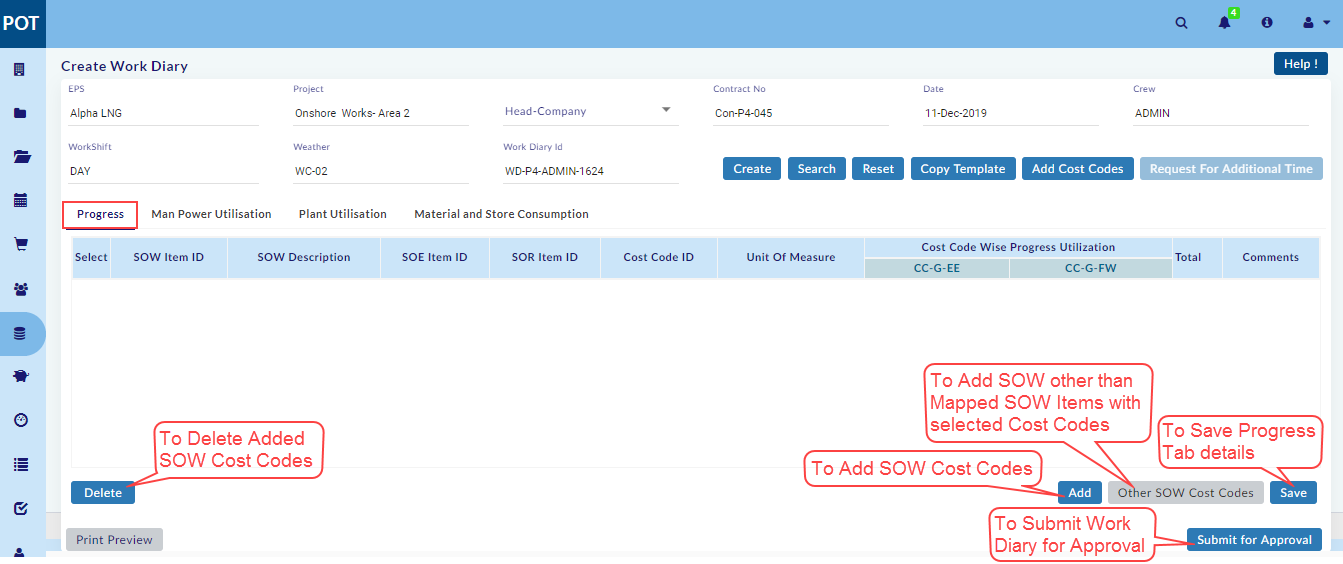 POT
4
Create Work Diary
Help !
EPS
Project
Contract No
Date
Crew
Alpha LNG
Onshore Works- Area 2
Head-Company
Con-P4-045
11-Dec-2019
ADMIN
WorkShift
Weather
Work Diary Id
DAY
WC-02
WD-P4-ADMIN-1624
Create
Search
Reset
Copy Template
Add Cost Codes
Request For Additional Time
Progress
Man Power Utilisation
Plant Utilisation
Material and Store Consumption
Select
SOW Item ID
SOW Description
SOE Item ID
SOR Item ID
Cost Code ID
Unit Of Measure
Cost Code Wise Progress Utilization
CC-G-EE
CC-G-FW
Total
Comments
To Add SOW other than
Mapped SOW Items with
selected Cost Codes
To Delete Added
SOW Cost Codes
To Save Progress
Tab details
To Add SOW Cost Codes
Delete
Add
Other SOW Cost Codes
Save
To Submit Work
Diary for Approval
Print Preview
Submit for Approval